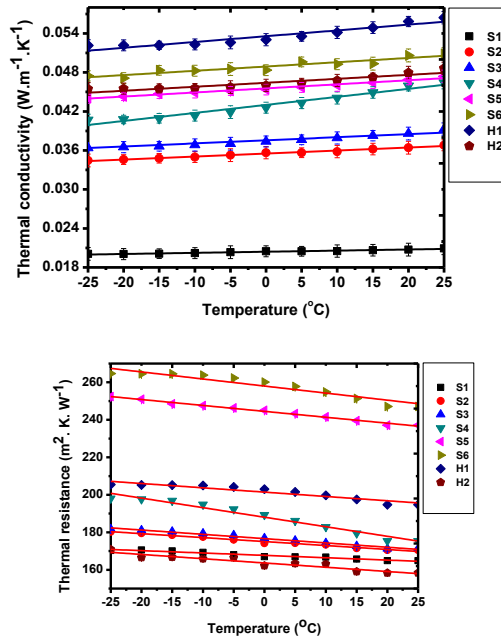 Thermal conductivity (W.m-1.K-1)
0.054
0.048
0.042
0.036
0.030
0.024
0.018
-25 -20 -15 -10 -5 0 5 10 15 20 25
Temperature (°C)
S1
S2
S3
S4
S5
S6
H1
H2
Thermal resistance (m2. K. W-1)
260
240
220
200
180
160
-25 -20 -15 -10 -5 0 5 10 15 20 25
Temperature (°C)
S1
S2
S3
S4
S5
S6
H1
H2